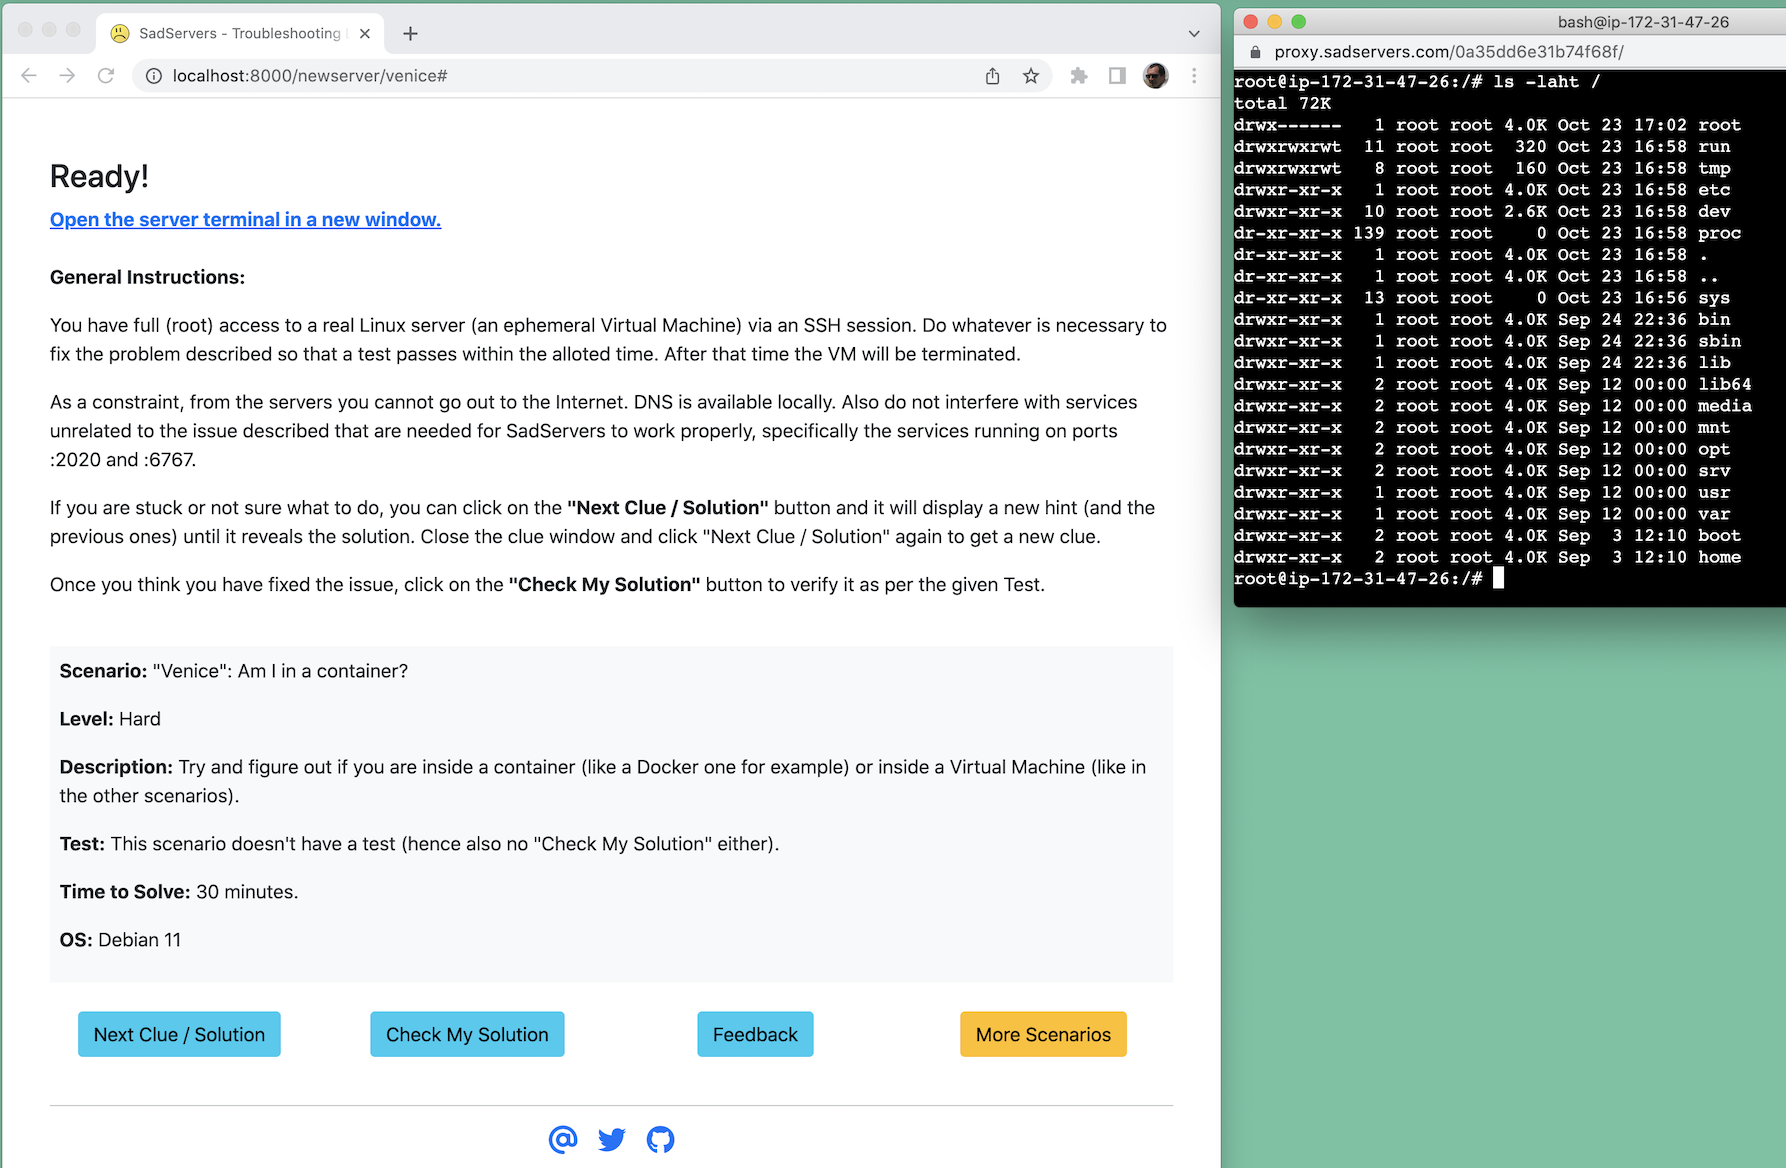 SadServers - Troubleshooting
localhost:8000/newserver/venice#
Ready!
Open the server terminal in a new window.
General Instructions:
You have full (root) access to a real Linux server (an ephemeral Virtual Machine) via an SSH session. Do whatever is necessary to
fix the problem described so that a test passes within the alloted time. After that time the VM will be terminated.
As a constraint, from the servers you cannot go out to the Internet. DNS is available locally. Also do not interfere with services
unrelated to the issue described that are needed for SadServers to work properly, specifically the services running on ports
:2020 and :6767.
If you are stuck or not sure what to do, you can click on the "Next Clue / Solution" button and it will display a new hint (and the
previous ones) until it reveals the solution. Close the clue window and click "Next Clue / Solution" again to get a new clue.
Once you think you have fixed the issue, click on the "Check My Solution" button to verify it as per the given Test.
Scenario: "Venice": Am I in a container?
Level: Hard
Description: Try and figure out if you are inside a container (like a Docker one for example) or inside a Virtual Machine (like in
the other scenarios).
Test: This scenario doesn't have a test (hence also no "Check My Solution" either).
Time to Solve: 30 minutes.
OS: Debian 11
Next Clue / Solution
Check My Solution
Feedback
More Scenarios
bash@ip-172-31-47-26
proxy.sadservers.com/0a35dd6e31b74f68f/
root@ip-172-31-47-26:/# ls -laht /
total 72K
drwx------   1 root root 4.0K Oct 23 17:02 root
drwxrwxrwt  11 root root  320 Oct 23 16:58 run
drwxrwxrwt   8 root root  160 Oct 23 16:58 tmp
drwxr-xr-x   1 root root 4.0K Oct 23 16:58 etc
drwxr-xr-x  10 root root 2.6K Oct 23 16:58 dev
dr-xr-xr-x 139 root root    0 Oct 23 16:58 proc
dr-xr-xr-x   1 root root 4.0K Oct 23 16:58 .
dr-xr-xr-x   1 root root 4.0K Oct 23 16:58 ..
dr-xr-xr-x  13 root root    0 Oct 23 16:56 sys
drwxr-xr-x   1 root root 4.0K Sep 24 22:36 bin
drwxr-xr-x   1 root root 4.0K Sep 24 22:36 sbin
drwxr-xr-x   1 root root 4.0K Sep 24 22:36 lib
drwxr-xr-x   2 root root 4.0K Sep 12 00:00 lib64
drwxr-xr-x   2 root root 4.0K Sep 12 00:00 media
drwxr-xr-x   2 root root 4.0K Sep 12 00:00 mnt
drwxr-xr-x   2 root root 4.0K Sep 12 00:00 opt
drwxr-xr-x   2 root root 4.0K Sep 12 00:00 srv
drwxr-xr-x   1 root root 4.0K Sep 12 00:00 usr
drwxr-xr-x   1 root root 4.0K Sep 12 00:00 var
drwxr-xr-x   2 root root 4.0K Sep  3 12:10 boot
drwxr-xr-x   2 root root 4.0K Sep  3 12:10 home
root@ip-172-31-47-26:/#